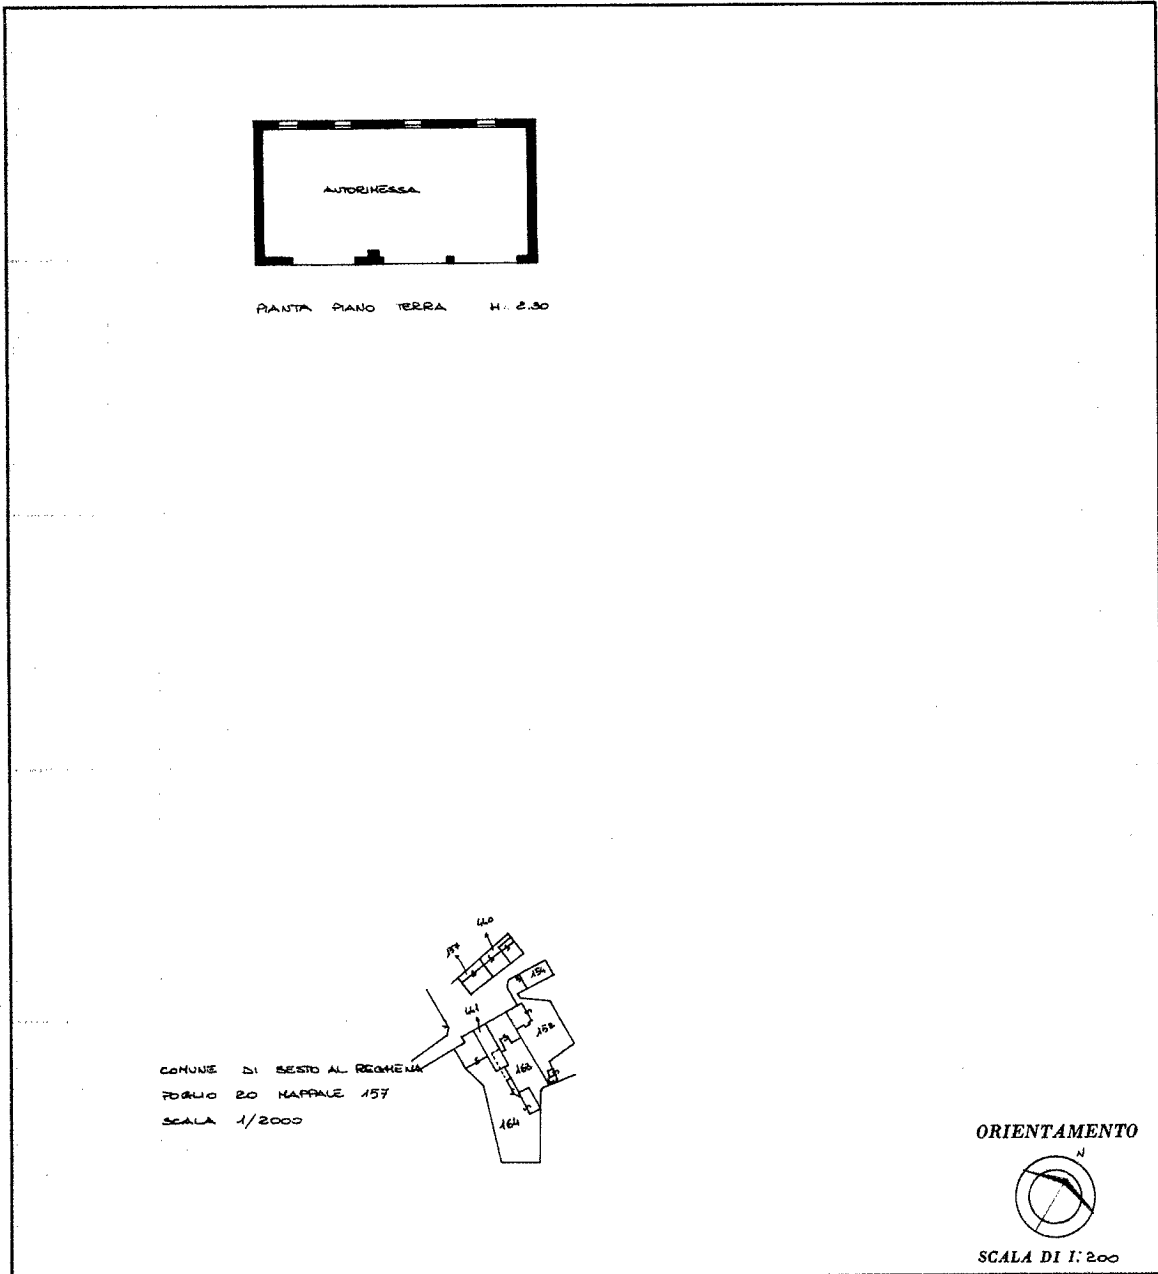 AUTORIMESSA
PIANTA PIANO TERRA H. 2.30
440
157
154
441
152
163
164
COMUNE DI SESTO AL REGHENA
FOGLIO 20 MAPPALE 157
SCALA 1/2000
ORIENTAMENTO
N
SCALA DI 1:200